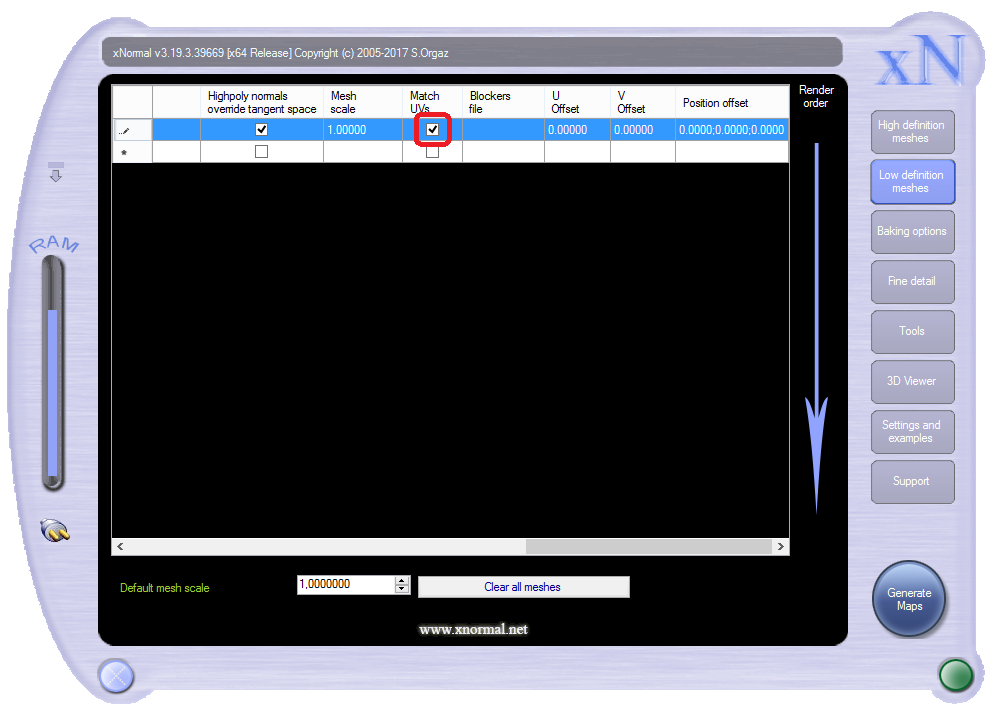 xNormal v3.19.3.39669 [x64 Release] Copyright (c) 2005-2017 S.Orgaz
xN
Highpoly normals
override tangent space
Mesh
scale
Match
UVs
Blockers
file
U
Offset
V
Offset
Position offset
1.00000
0.00000
0.00000
0.0000;0.0000;0.0000
*
Render
order
High definition
meshes
Low definition
meshes
Baking options
Fine detail
Tools
3D Viewer
Settings and
examples
Support
Generate
Maps
RAM
Default mesh scale
1,0000000
Clear all meshes
www.xnormal.net